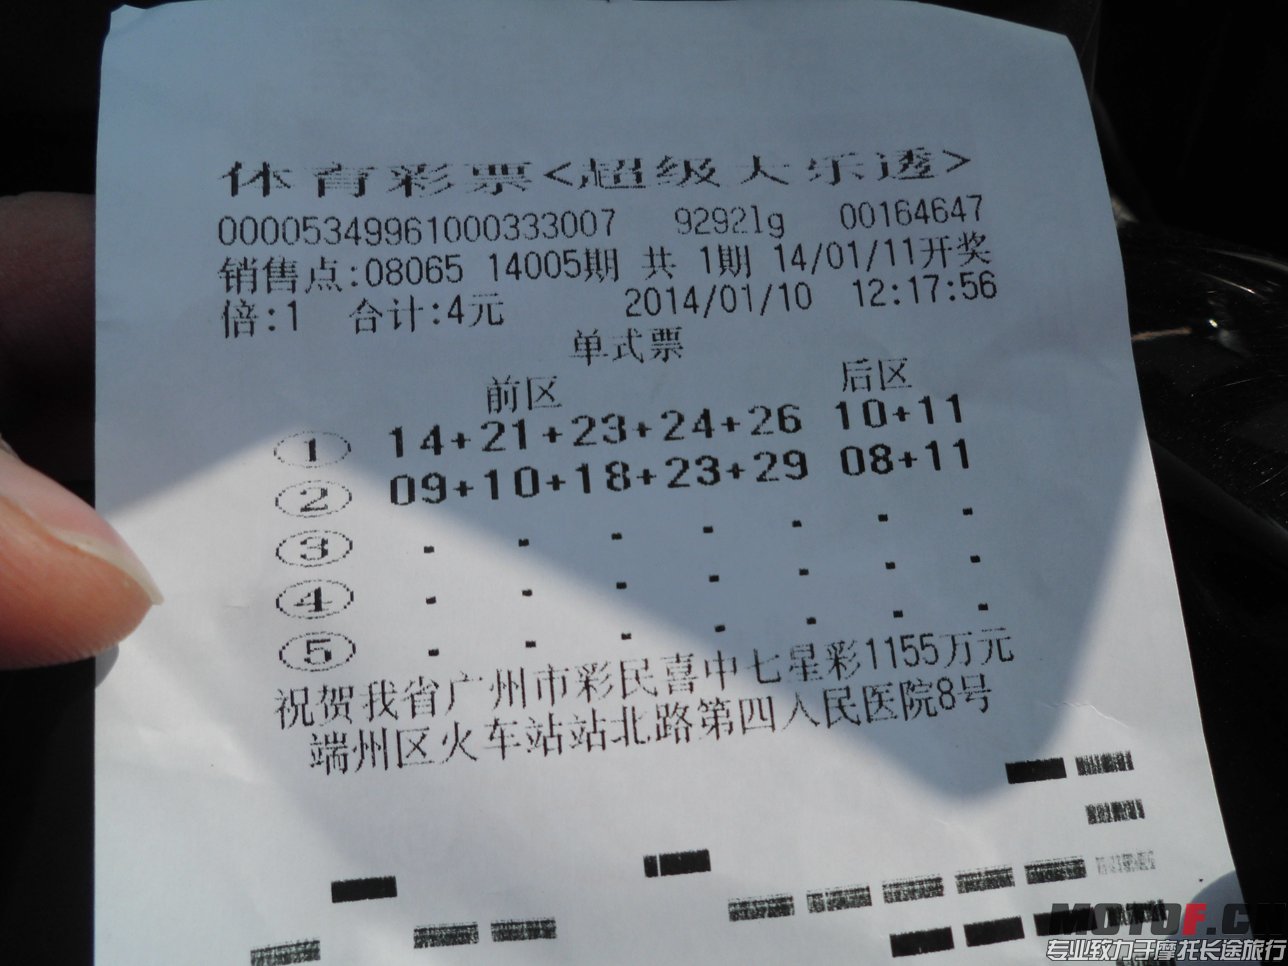 体育彩票<超级大乐透>
00005349961000333007 9292lg 00164647
销售点:08065 14005期 共 1期 14/01/11开奖
倍:1 合计:4元 2014/01/10 12:17:56
单式票
前区 后区
① 14+21+23+24+26 10+11
② 09+10+18+23+29 08+11
③
④
⑤
祝贺我省广州市彩民喜中七星彩1155万元
端州区火车站站北路第四人民医院8号
MOTOF.CN
专业致力于摩托长途旅行